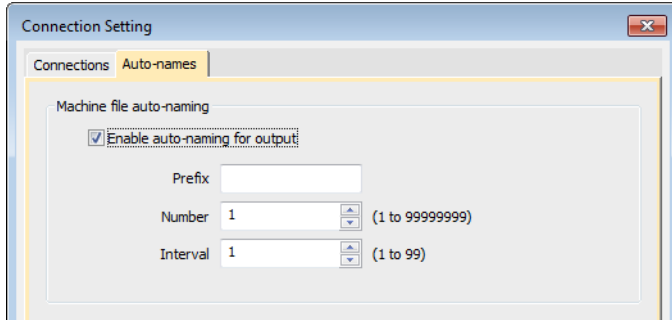 Connection Setting
Connections Auto-names
Machine file auto-naming
Enable auto-naming for output
Prefix
Number 1 (1 to 99999999)
Interval 1 (1 to 99)